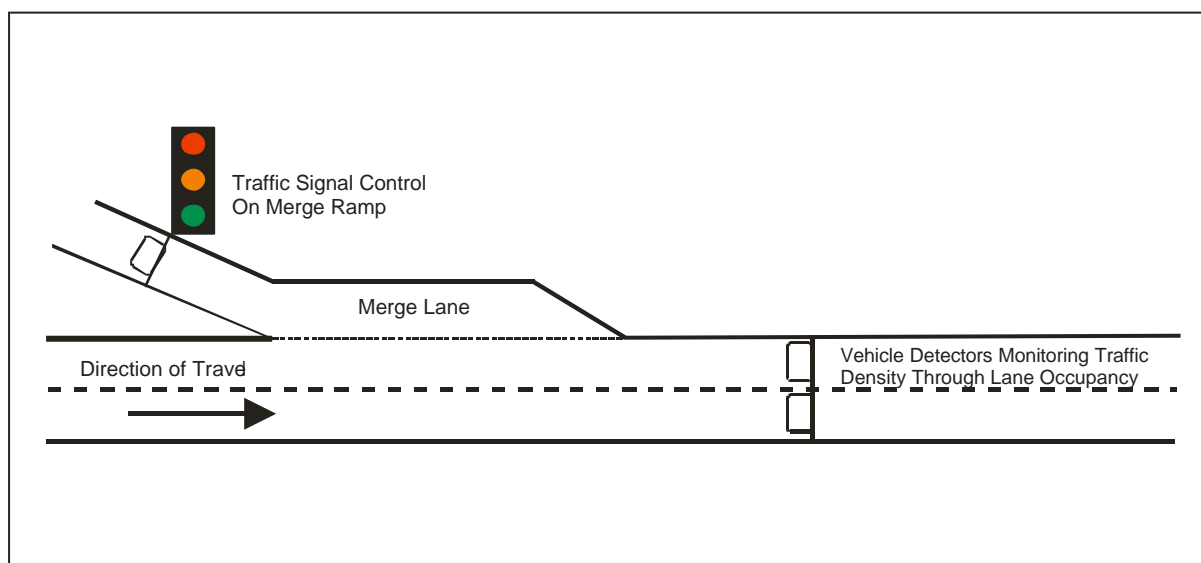 Traffic Signal Control
On Merge Ramp
Merge Lane
Direction of Travel
Vehicle Detectors Monitoring Traffic
Density Through Lane Occupancy